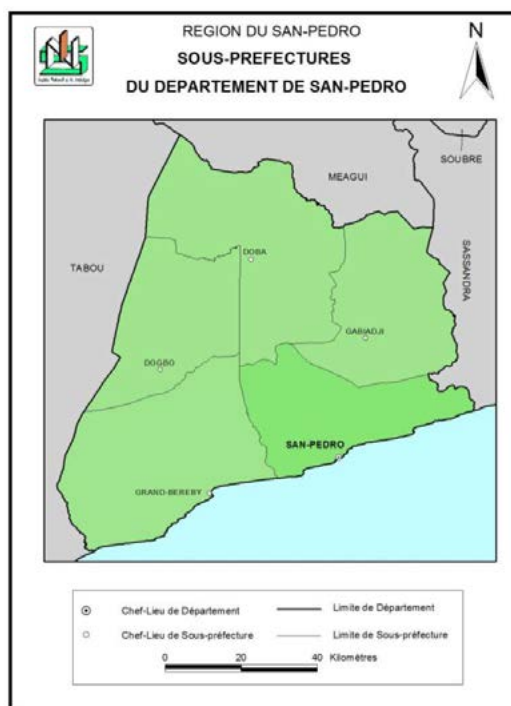 REGION DU SAN-PEDRO
SOUS-PREFECTURES
DU DEPARTEMENT DE SAN-PEDRO
N
SOUBRE
MEAGUI
TABOU
SASSANDRA
DOBA
GABIADJI
DOGBO
SAN-PEDRO
GRAND-BEREBY
Chef-Lieu de Département
Limite de Département
Chef-Lieu de Sous-préfecture
Limite de Sous-préfecture
0 20 40 Kilomètres